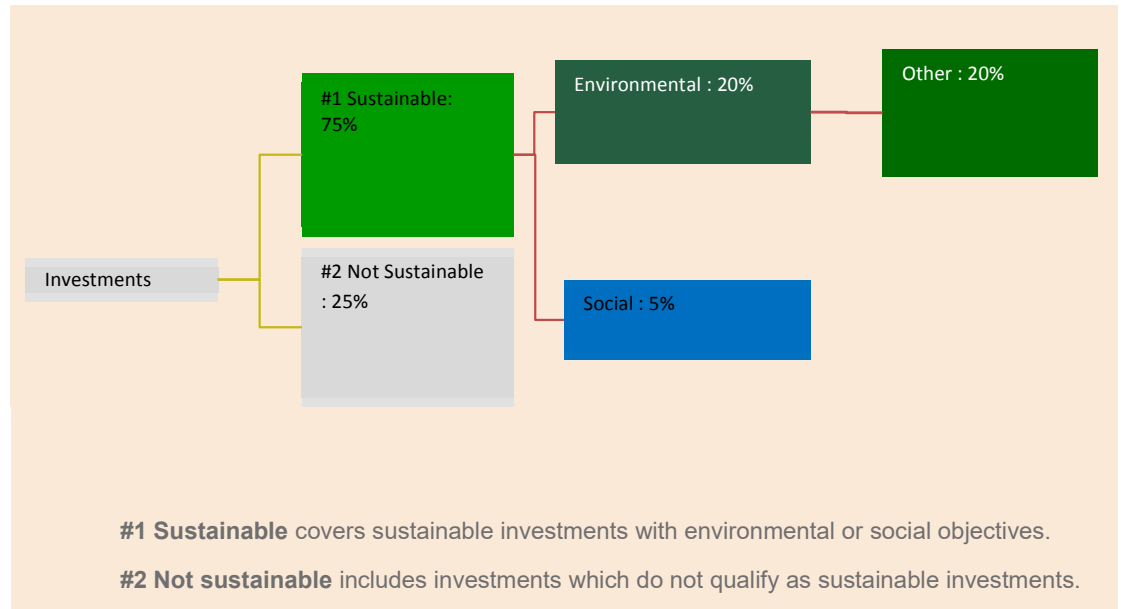 #1 Sustainable:
75%
Environmental : 20%
Other : 20%
Investments
#2 Not Sustainable
: 25%
Social : 5%
#1 Sustainable covers sustainable investments with environmental or social objectives.
#2 Not sustainable includes investments which do not qualify as sustainable investments.